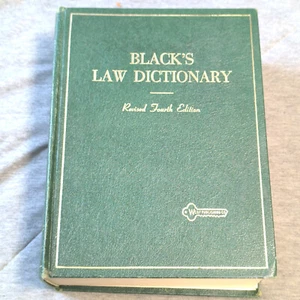 BLACK'S
LAW DICTIONARY
Revised Fourth Edition